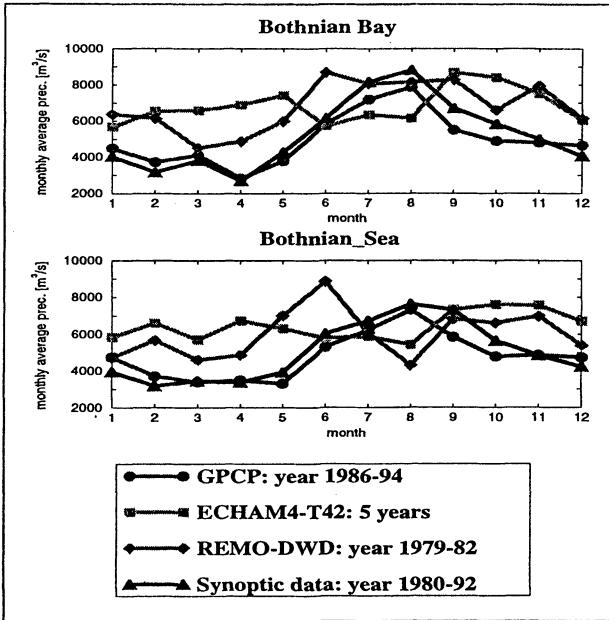 Bothnian Bay
monthly average prec. [m³/s]
10000
8000
6000
4000
2000
1 2 3 4 5 6 7 8 9 10 11 12
month
Bothnian_Sea
monthly average prec. [m³/s]
10000
8000
6000
4000
2000
1 2 3 4 5 6 7 8 9 10 11 12
month
GPCP: year 1986-94
ECHAM4-T42: 5 years
REMO-DWD: year 1979-82
Synoptic data: year 1980-92